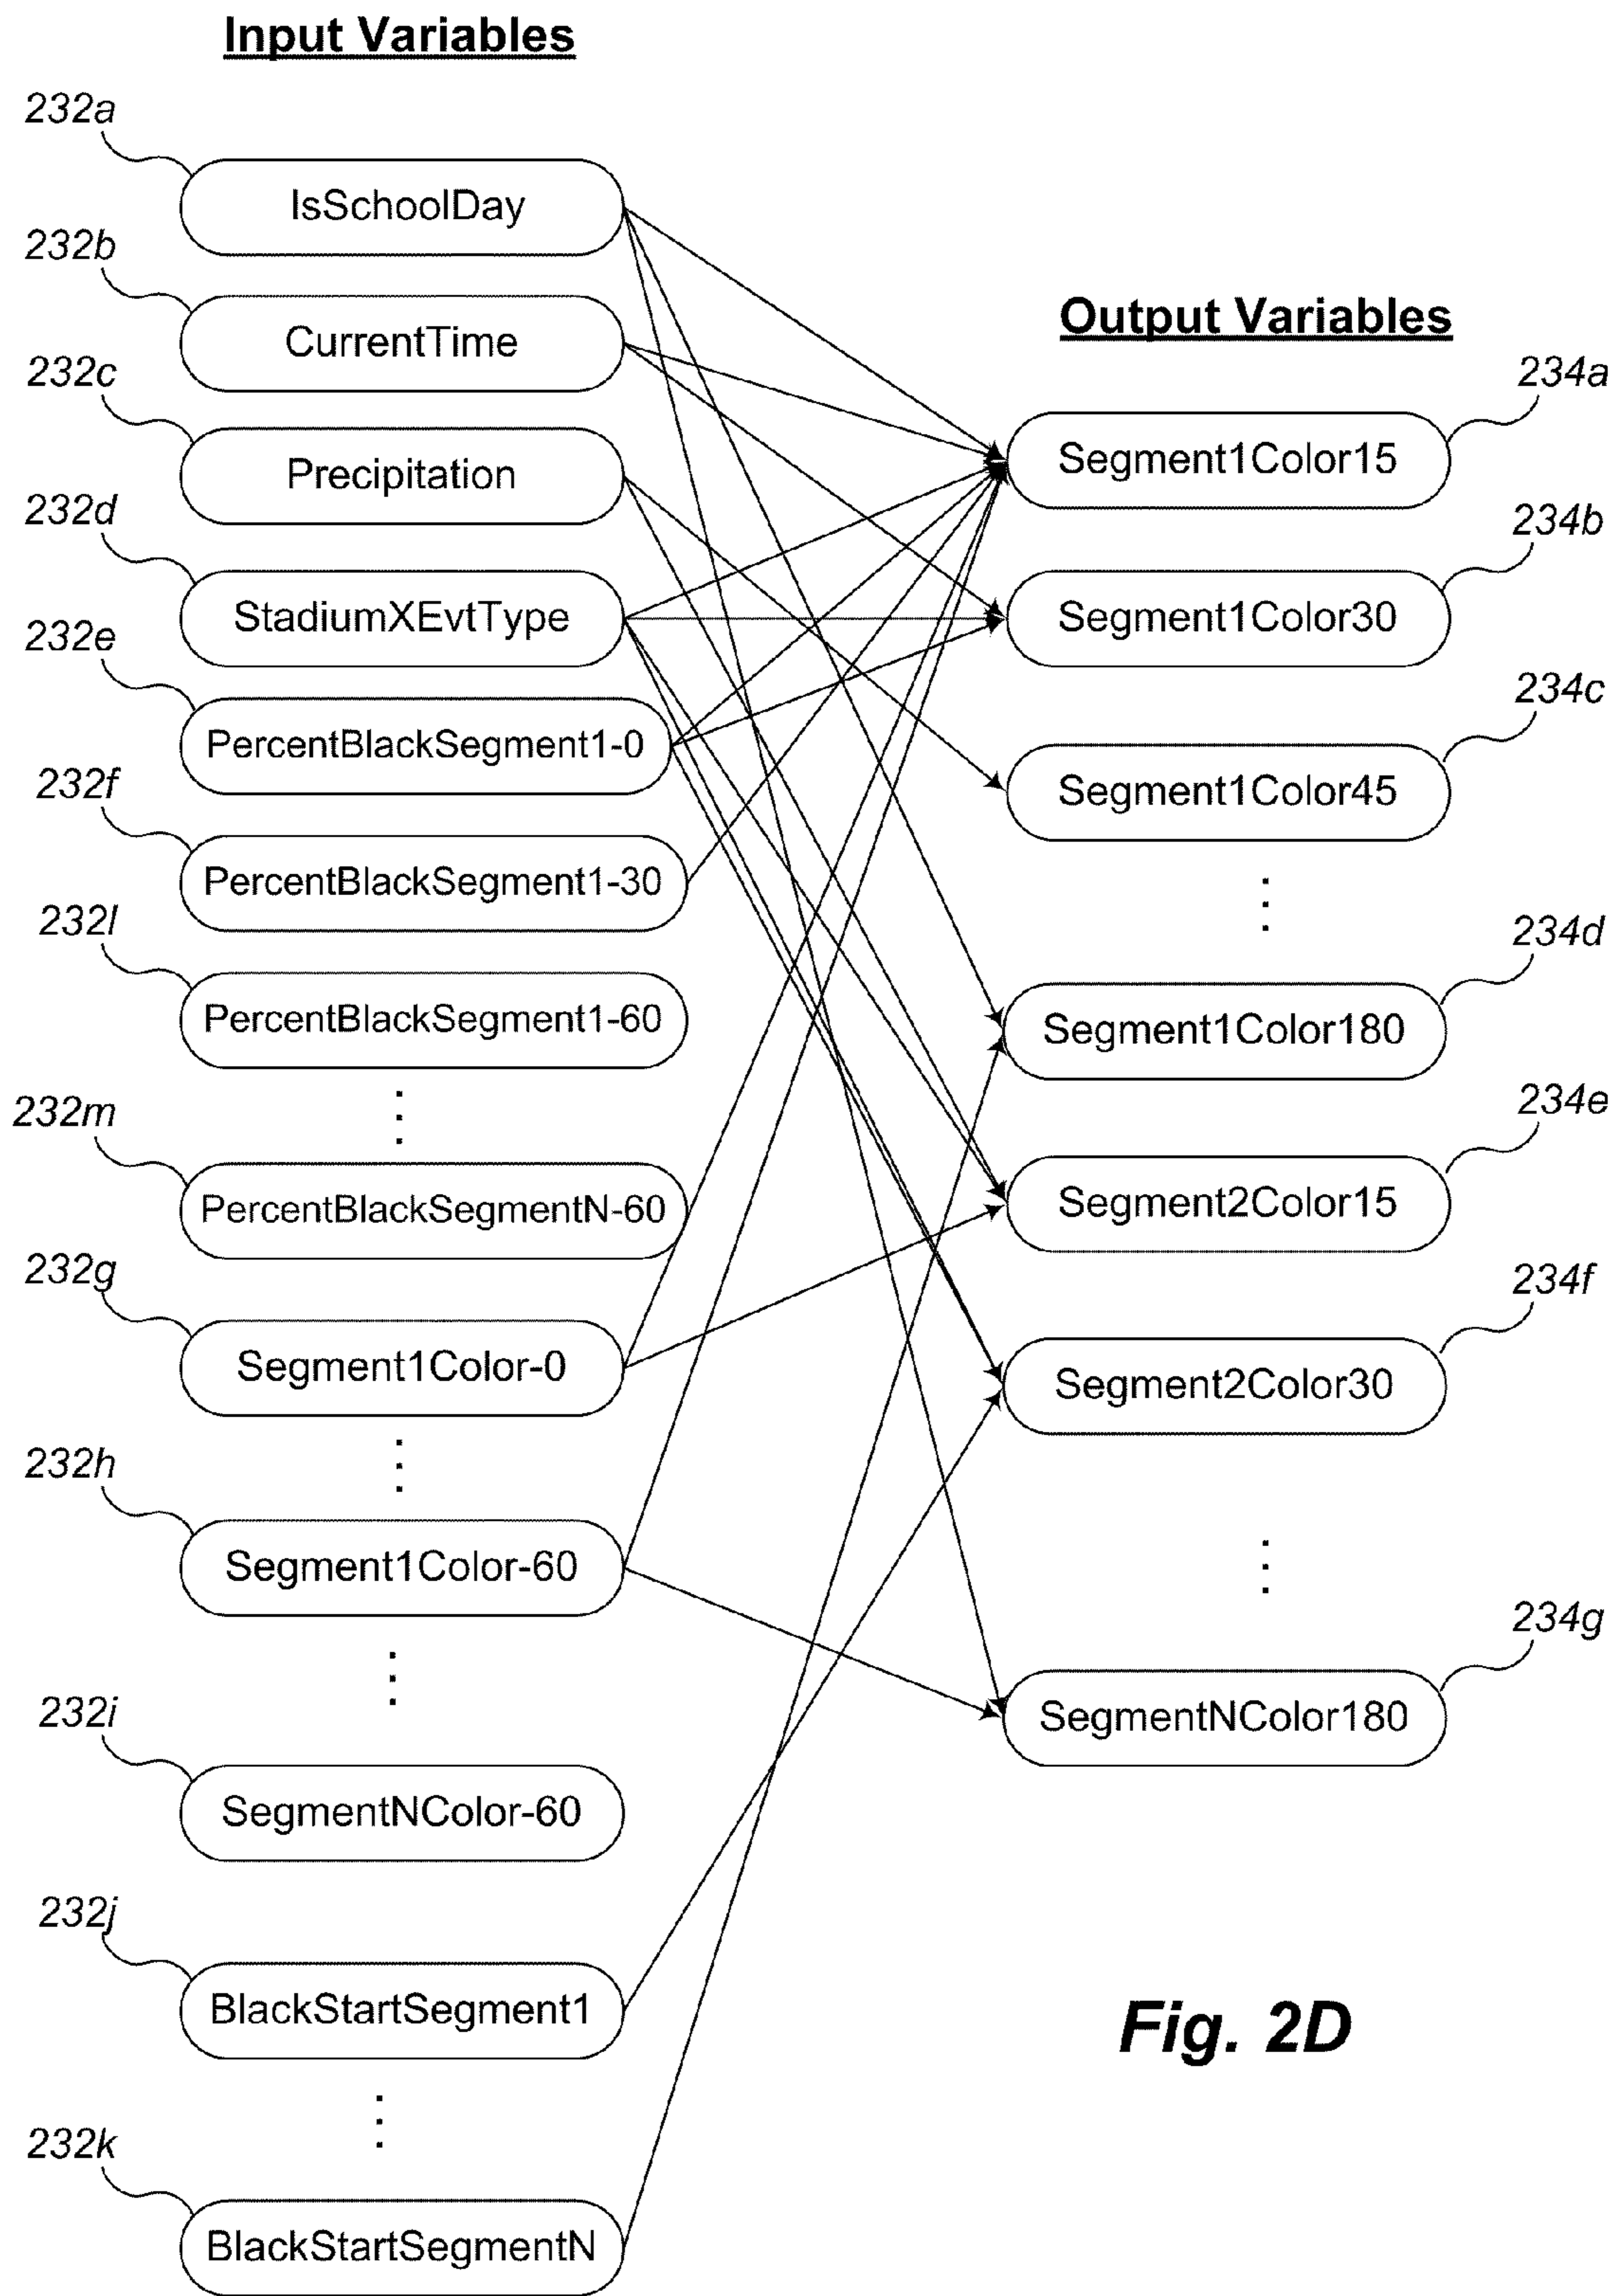 Input Variables
232a
IsSchoolDay
232b
CurrentTime
232c
Precipitation
232d
StadiumXEvtType
232e
PercentBlackSegment1-0
232f
PercentBlackSegment1-30
232l
PercentBlackSegment1-60
232m
PercentBlackSegmentN-60
232g
Segment1Color-0
232h
Segment1Color-60
232i
SegmentNColor-60
232j
BlackStartSegment1
232k
BlackStartSegmentN
Output Variables
234a
Segment1Color15
234b
Segment1Color30
234c
Segment1Color45
234d
Segment1Color180
234e
Segment2Color15
234f
Segment2Color30
234g
SegmentNColor180
Fig. 2D